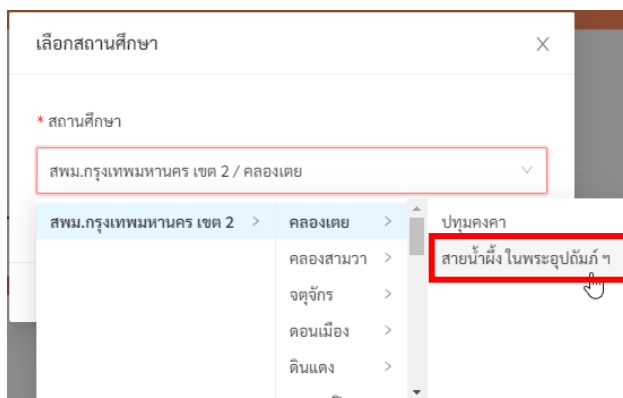 เลือกสถานศึกษา
* สถานศึกษา
สพม.กรุงเทพมหานคร เขต 2 / คลองเตย
สพม.กรุงเทพมหานคร เขต 2
คลองเตย
คลองสามวา
จตุจักร
ดอนเมือง
ดินแดง
ปทุมคงคา
สายน้ำผึ้ง ในพระอุปถัมภ์ ฯ